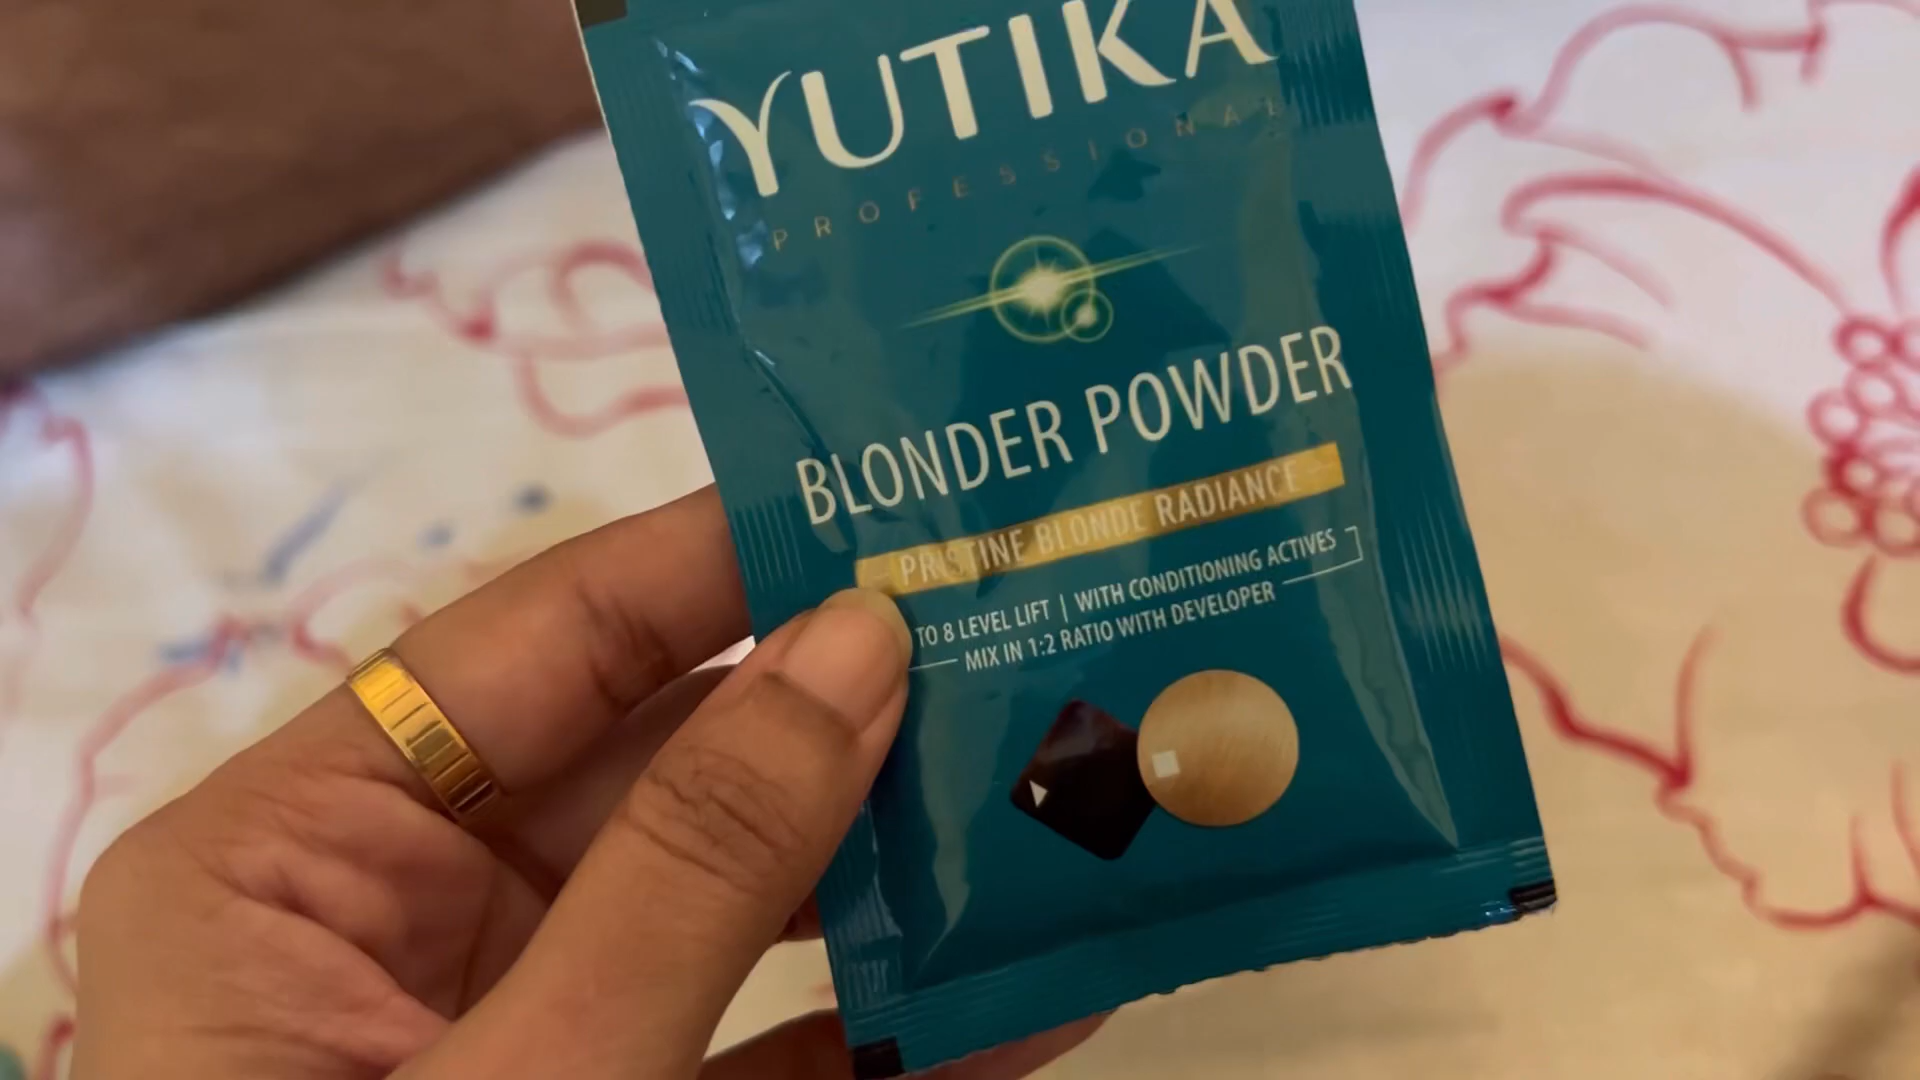 YUTIKA
PROFESSIONAL
BLONDER POWDER
PRISTINE BLONDE RADIANCE
TO 8 LEVEL LIFT | WITH CONDITIONING ACTIVES
MIX IN 1:2 RATIO WITH DEVELOPER